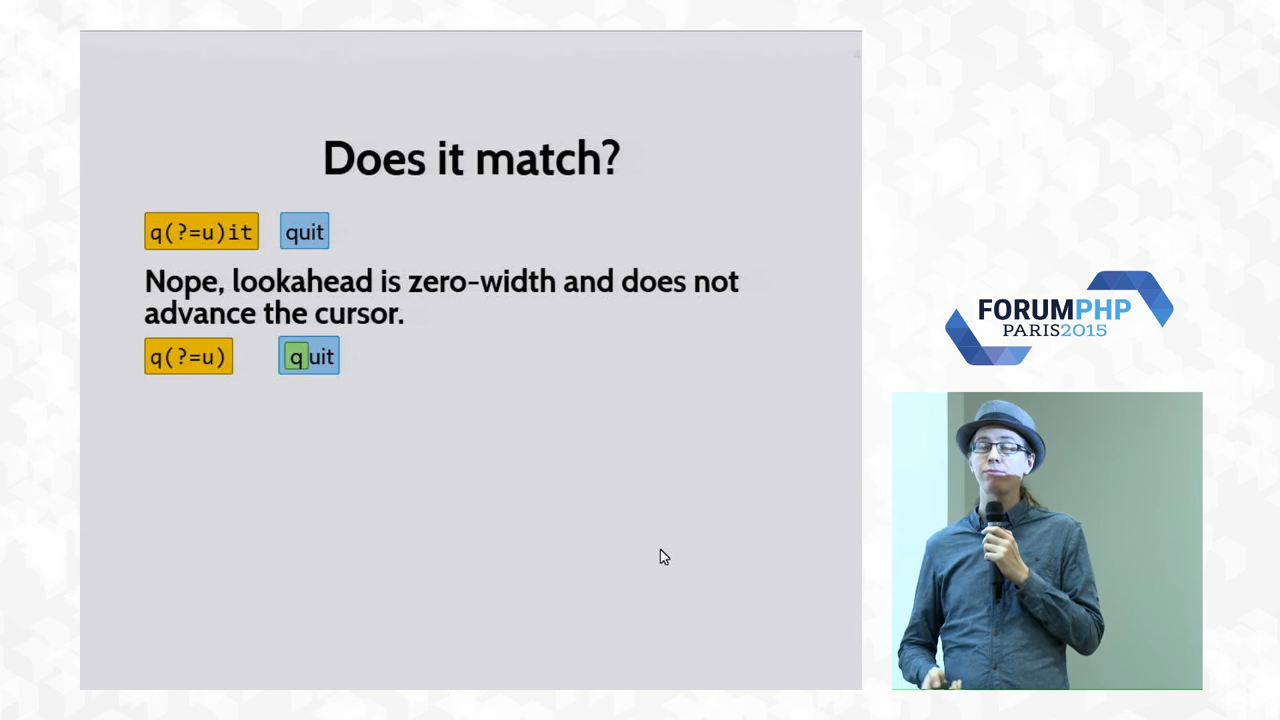 Does it match?
q(?=u)it quit
Nope, lookahead is zero-width and does not
advance the cursor.
q(?=u) quit
FORUMPHP
PARIS2015